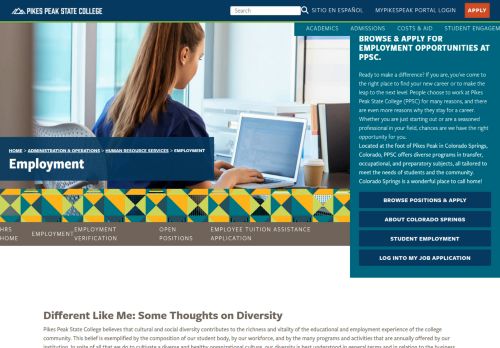 PIKES PEAK STATE COLLEGE
Search
SITIO EN ESPAÑOL
MYPIKESPEAK PORTAL LOGIN
APPLY
ACADEMICS
ADMISSIONS
COSTS & AID
STUDENT ENGAGEM
BROWSE & APPLY FOR
EMPLOYMENT OPPORTUNITIES AT
PPSC.
Ready to make a difference? If you are, you've come to
the right place to find your new career or to make the
leap to the next level. People choose to work at Pikes
Peak State College (PPSC) for many reasons, and there
are even more reasons why they stay for a career.
Whether you are just starting out or are a seasoned
professional in your field, chances are we have the right
opportunity for you.
Located at the foot of Pikes Peak in Colorado Springs,
Colorado, PPSC offers diverse programs in transfer,
occupational, and preparatory subjects, all tailored to
meet the needs of students and the community.
Colorado Springs is a wonderful place to call home!
BROWSE POSITIONS & APPLY
ABOUT COLORADO SPRINGS
STUDENT EMPLOYMENT
LOG INTO MY JOB APPLICATION
HOME > ADMINISTRATION & OPERATIONS > HUMAN RESOURCE SERVICES > EMPLOYMENT
Employment
HRS
HOME
EMPLOYMENT
EMPLOYMENT
VERIFICATION
OPEN
POSITIONS
EMPLOYEE TUITION ASSISTANCE
APPLICATION
Different Like Me: Some Thoughts on Diversity
Pikes Peak State College believes that cultural and social diversity contributes to the richness and vitality of the educational and employment experience of the college
community. This belief is exemplified by the composition of our student body, by our workforce, and by the many programs and activities that are annually offered by our